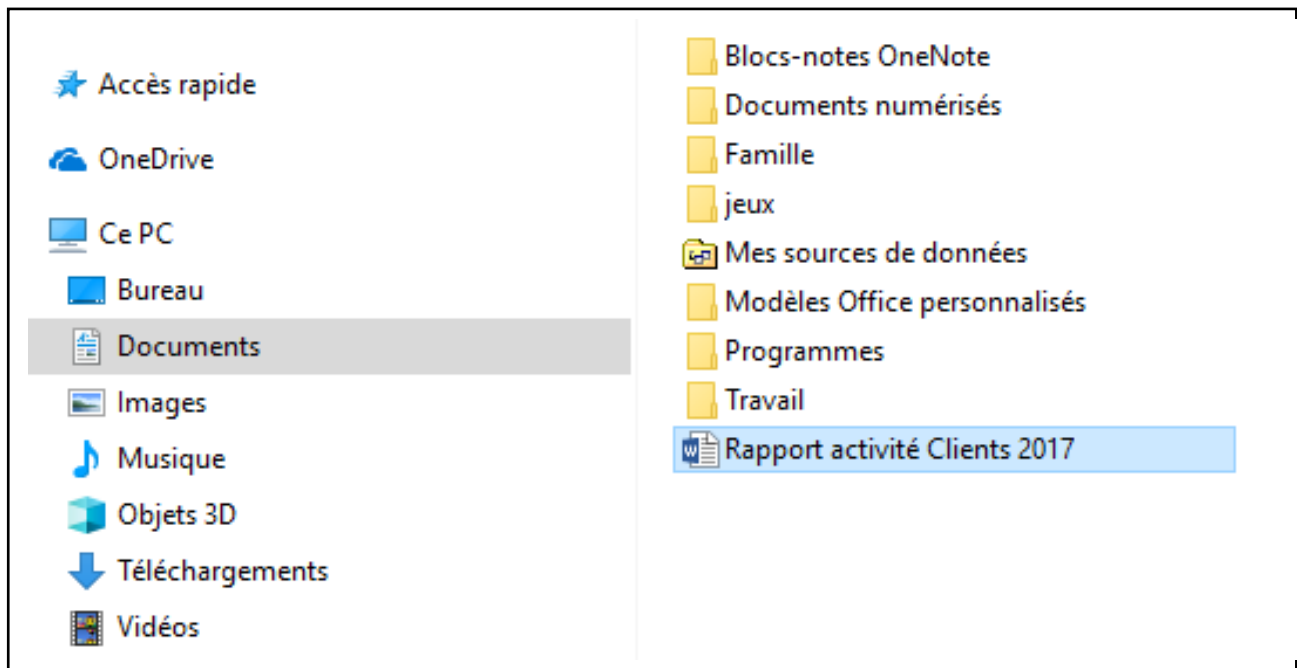 Accès rapide
OneDrive
Ce PC
Bureau
Documents
Images
Musique
Objets 3D
Téléchargements
Vidéos
Blocs-notes OneNote
Documents numérisés
Famille
jeux
Mes sources de données
Modèles Office personnalisés
Programmes
Travail
Rapport activité Clients 2017